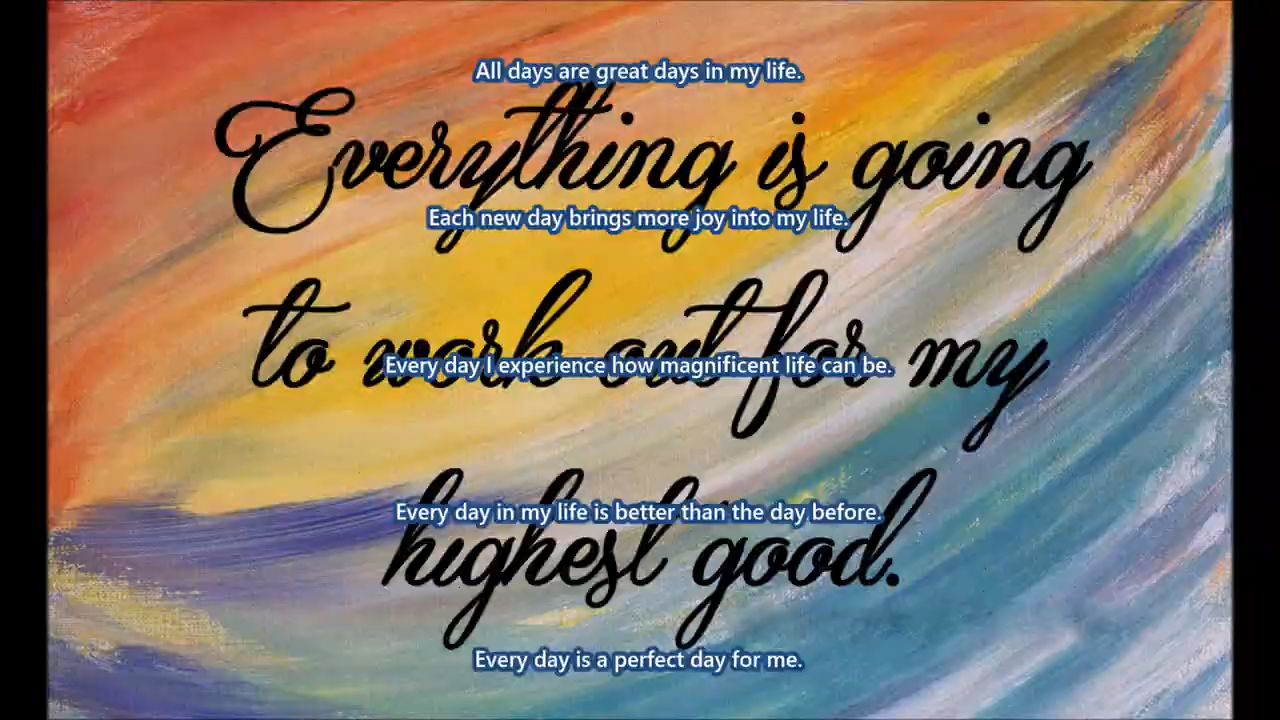 All days are great days in my life.
Everything is going
Each new day brings more joy into my life.
to work out for my
Every day I experience how magnificent life can be.
Every day in my life is better than the day before.
highest good.
Every day is a perfect day for me.